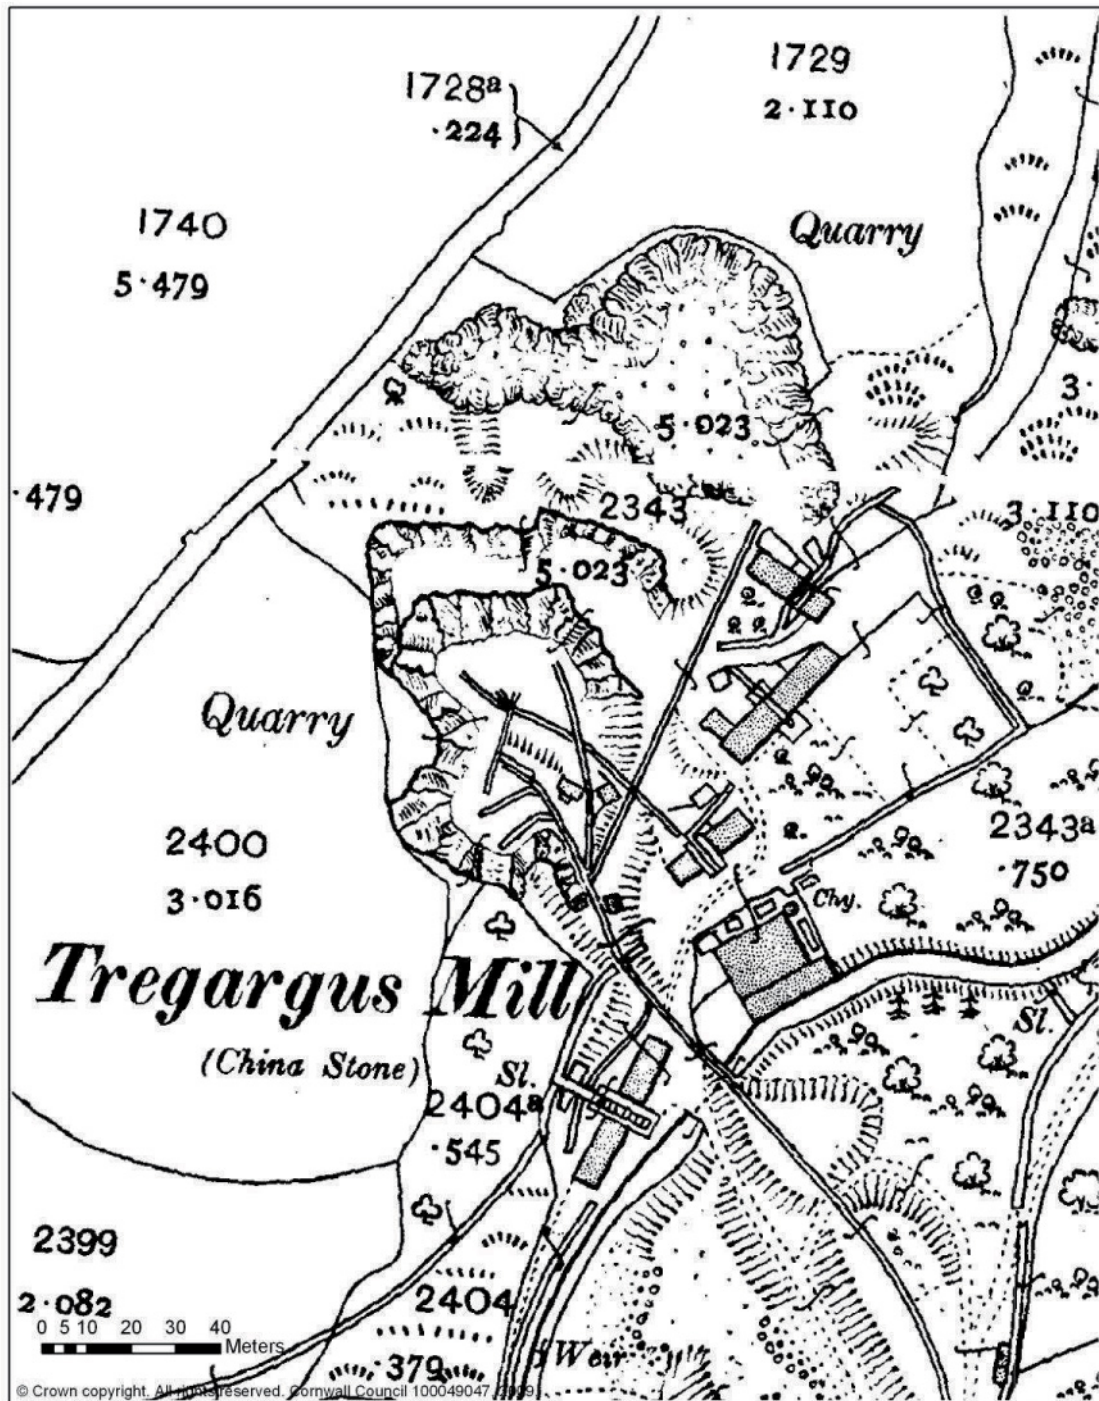 1728a
.224
1729
2.110
1740
5.479
Quarry
5.023
3.
.479
2343
3.110
5.023
Quarry
2400
3.016
2343a
.750
Chy.
Tregargus Mill
(China Stone)
Sl.
Sl.
2404a
.545
2399
2.082
2404
.379
Weir
0 5 10 20 30 40
Meters
© Crown copyright. All rights reserved. Cornwall Council 100049047, 2009.